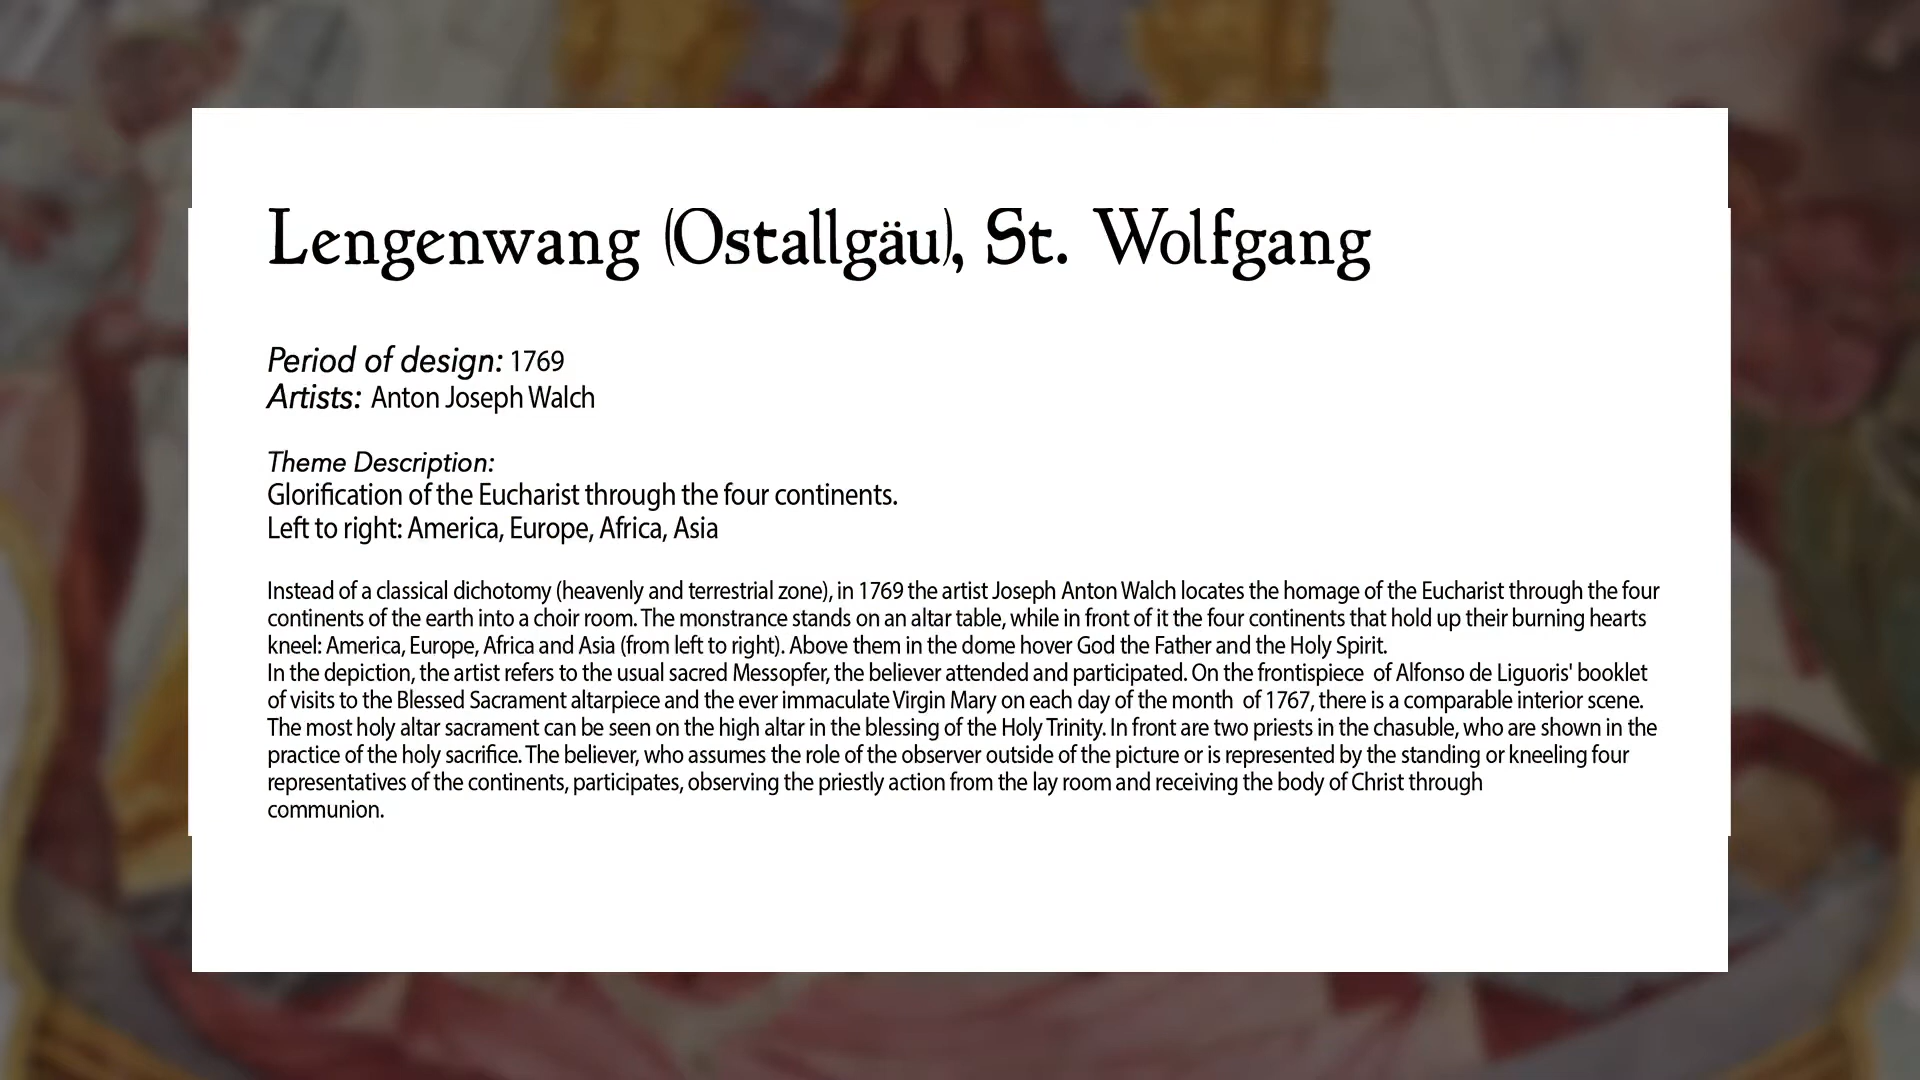 Lengenwang (Ostallgäu), St. Wolfgang
Period of design: 1769
Artists: Anton Joseph Walch
Theme Description:
Glorification of the Eucharist through the four continents.
Left to right: America, Europe, Africa, Asia
Instead of a classical dichotomy (heavenly and terrestrial zone), in 1769 the artist Joseph Anton Walch locates the homage of the Eucharist through the four
continents of the earth into a choir room. The monstrance stands on an altar table, while in front of it the four continents that hold up their burning hearts
kneel: America, Europe, Africa and Asia (from left to right). Above them in the dome hover God the Father and the Holy Spirit.
In the depiction, the artist refers to the usual sacred Messopfer, the believer attended and participated. On the frontispiece  of Alfonso de Liguoris' booklet
of visits to the Blessed Sacrament altarpiece and the ever immaculate Virgin Mary on each day of the month  of 1767, there is a comparable interior scene.
The most holy altar sacrament can be seen on the high altar in the blessing of the Holy Trinity. In front are two priests in the chasuble, who are shown in the
practice of the holy sacrifice. The believer, who assumes the role of the observer outside of the picture or is represented by the standing or kneeling four
representatives of the continents, participates, observing the priestly action from the lay room and receiving the body of Christ through
communion.